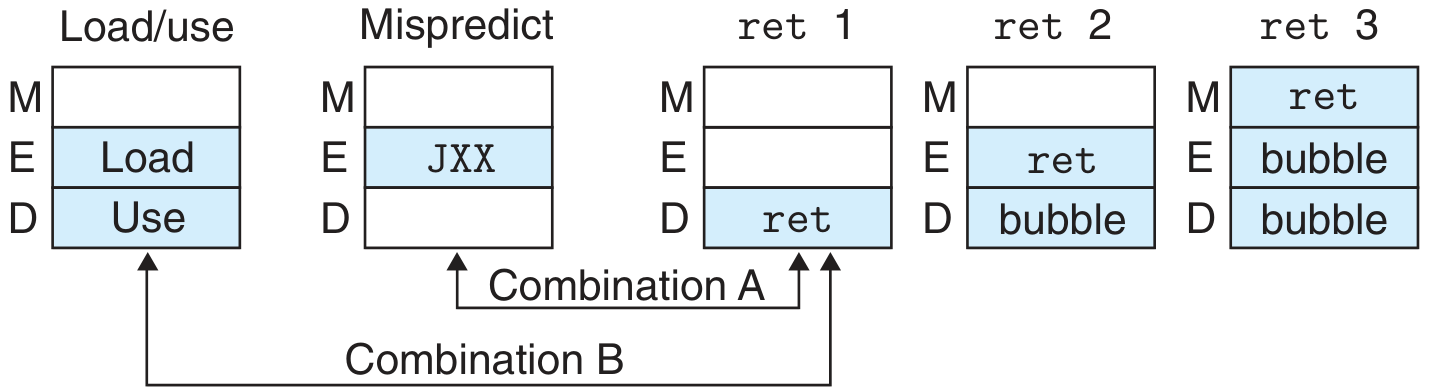 Load/use Mispredict ret 1 ret 2 ret 3
M M M M M ret
E Load E JXX E E ret E bubble
D Use D D ret D bubble D bubble
Combination A
Combination B